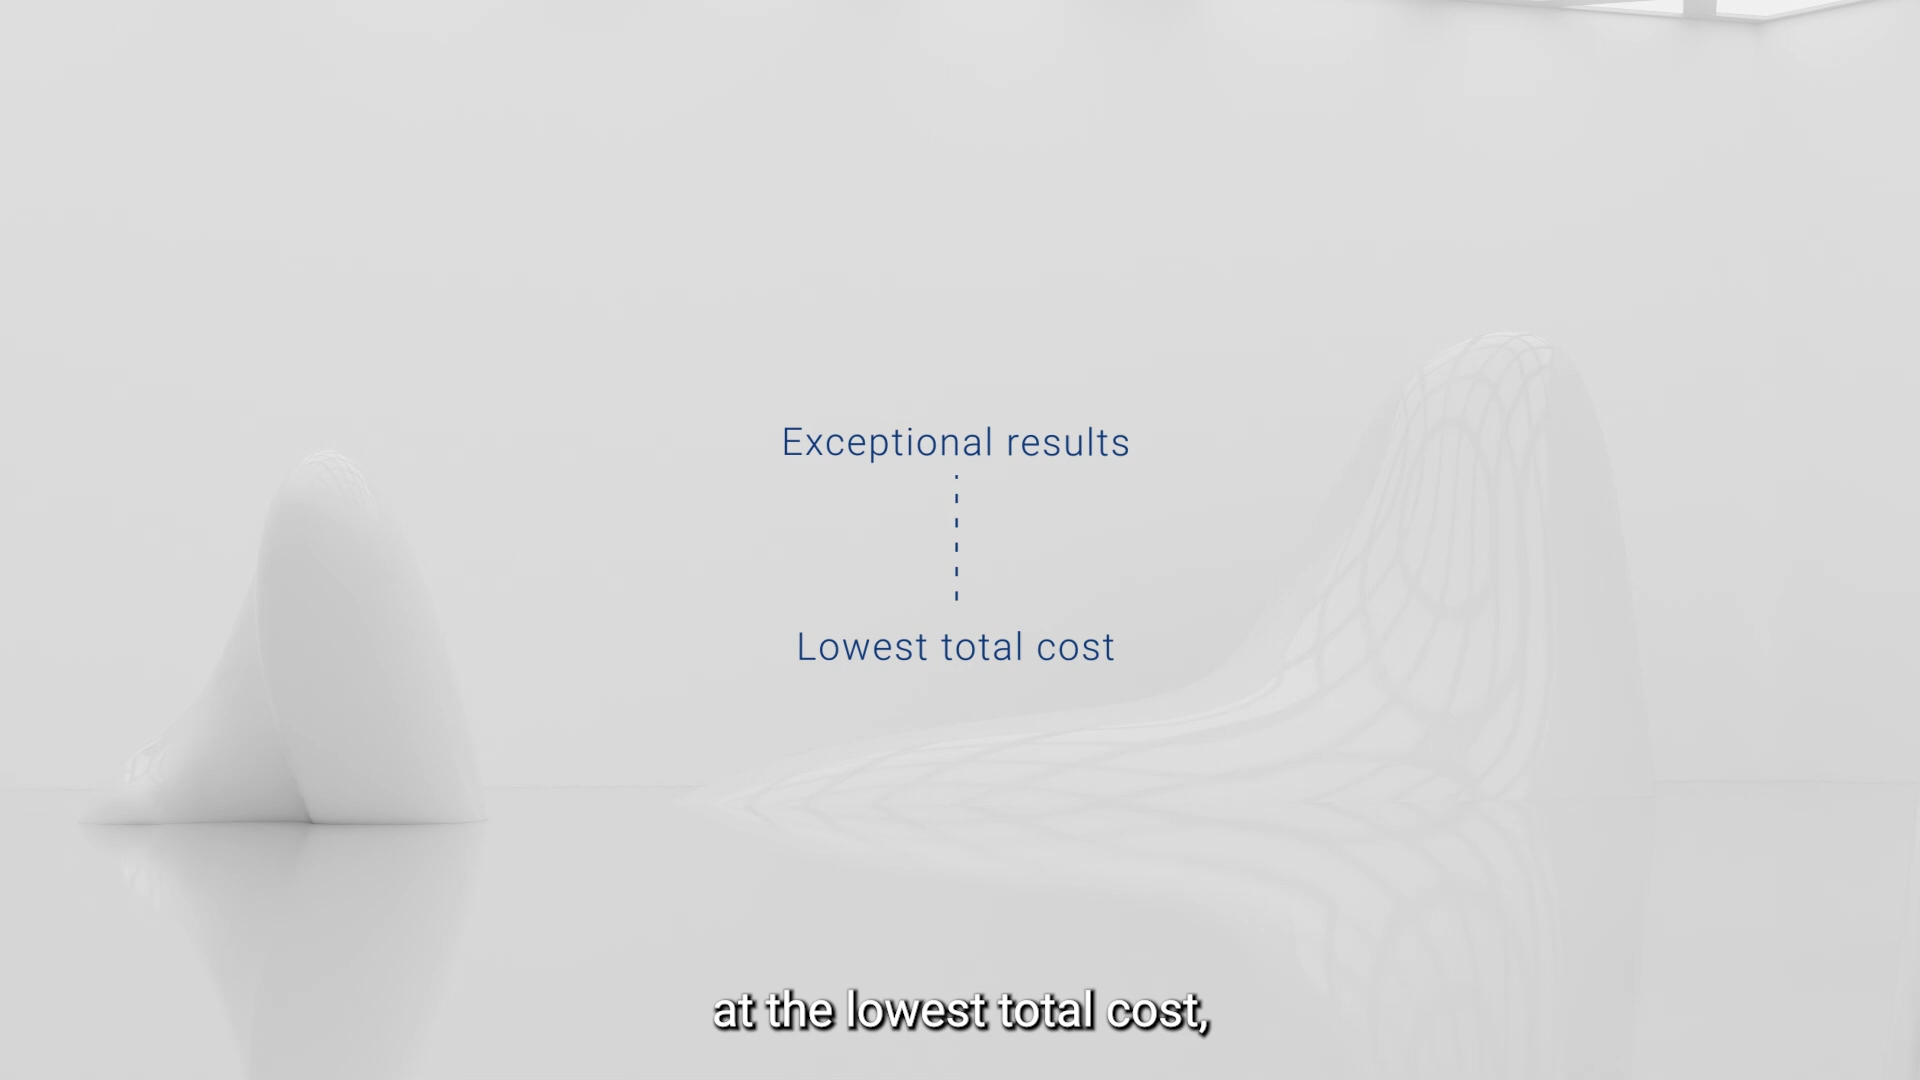 Exceptional results
Lowest total cost
at the lowest total cost,